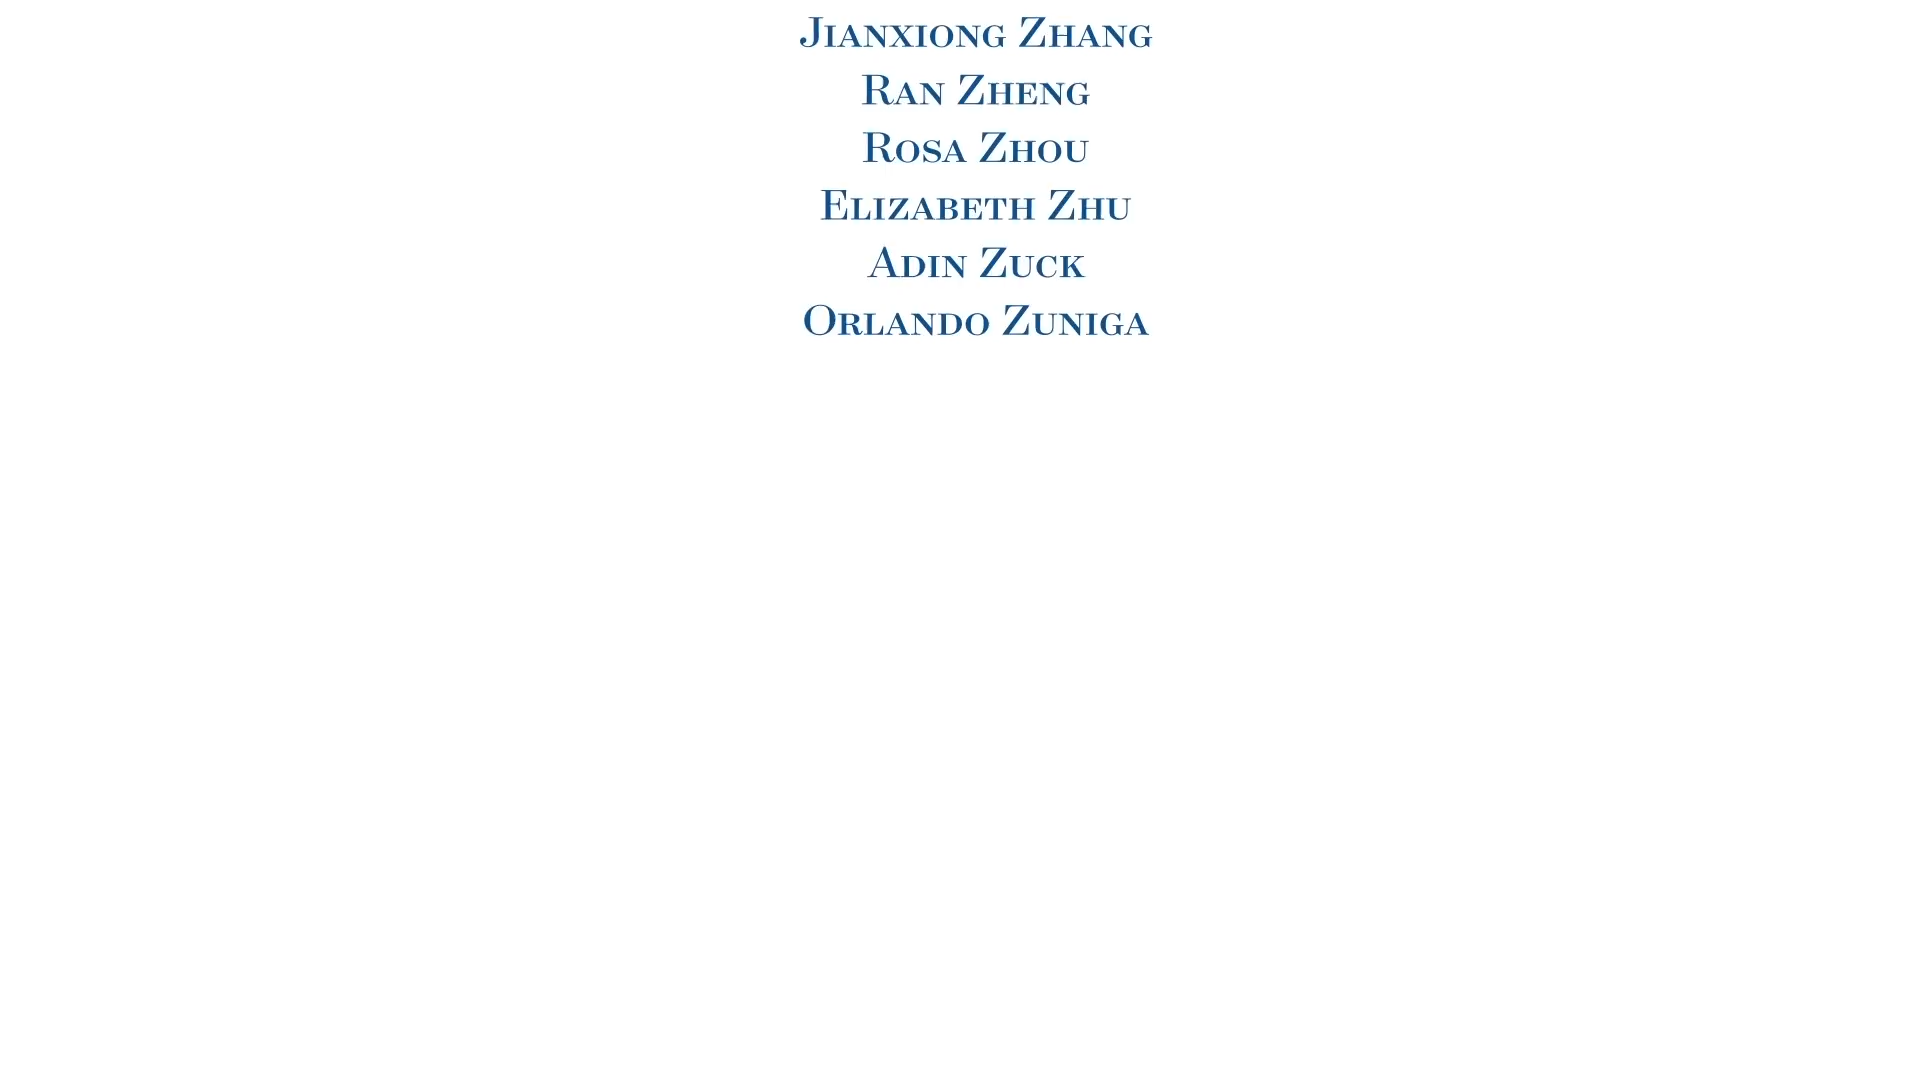 Jianxiong Zhang
Ran Zheng
Rosa Zhou
Elizabeth Zhu
Adin Zuck
Orlando Zuniga